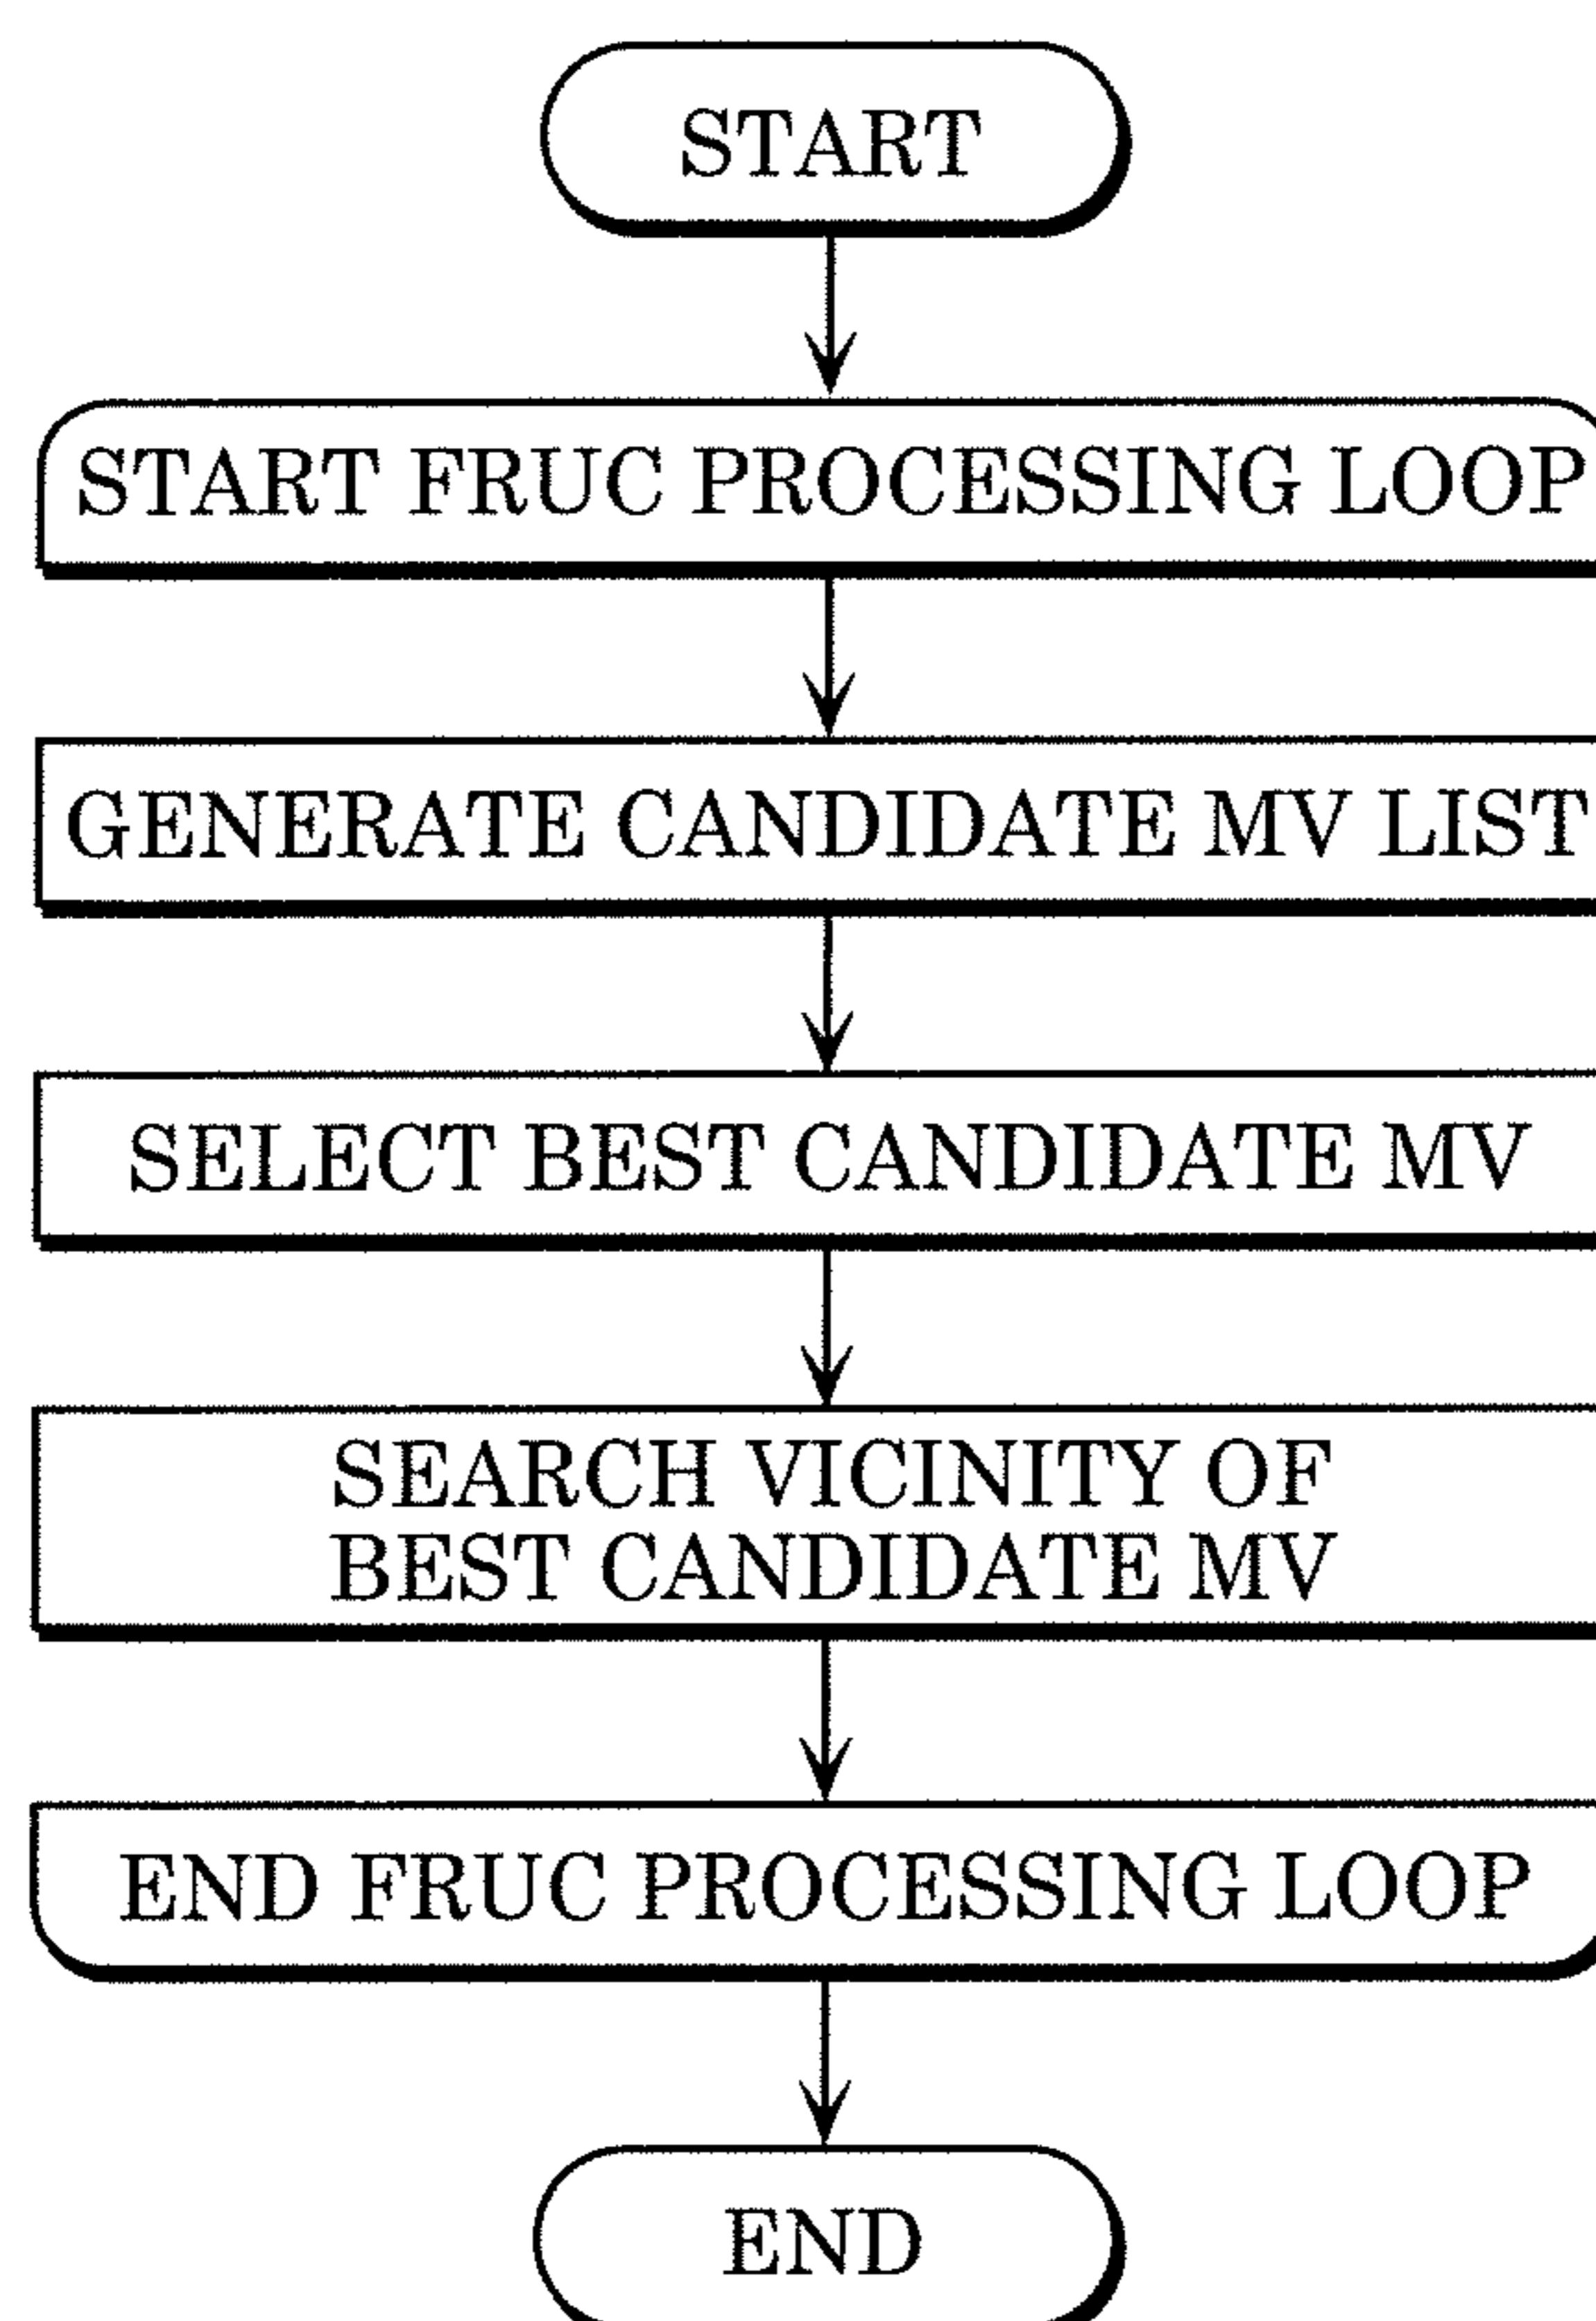 START
START FRUC PROCESSING LOOP
GENERATE CANDIDATE MV LIST
SELECT BEST CANDIDATE MV
SEARCH VICINITY OF
BEST CANDIDATE MV
END FRUC PROCESSING LOOP
END